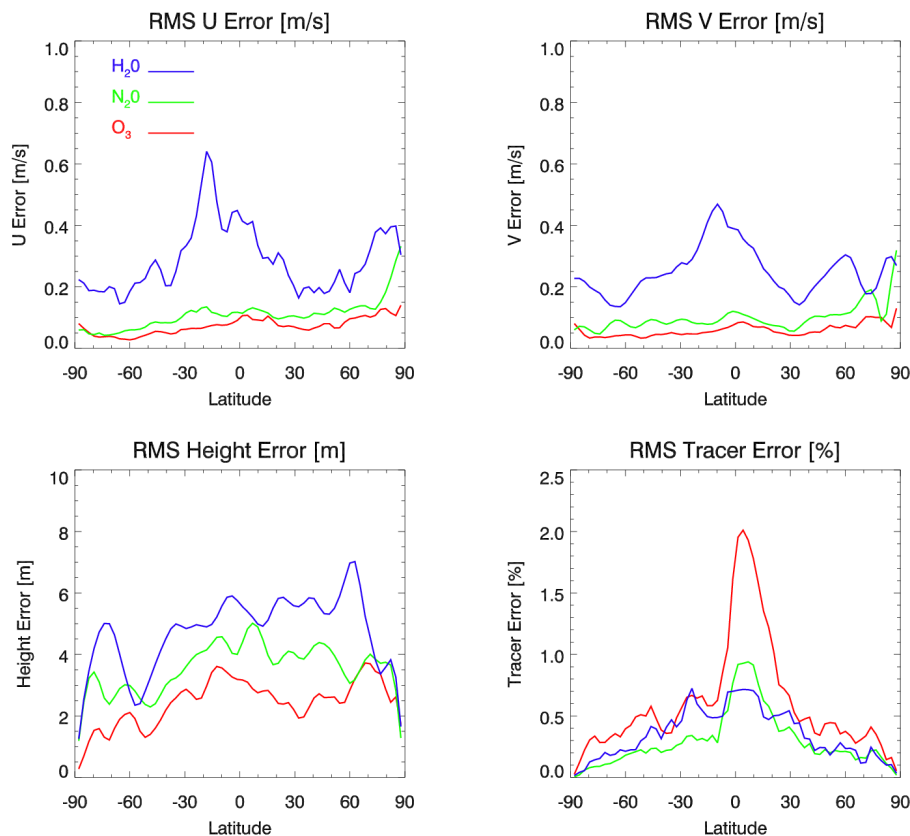 RMS U Error [m/s]
1.0
0.8
0.6
0.4
0.2
0.0
U Error [m/s]
H₂0
N₂0
O₃
-90 -60 -30 0 30 60 90
Latitude
RMS V Error [m/s]
1.0
0.8
0.6
0.4
0.2
0.0
V Error [m/s]
-90 -60 -30 0 30 60 90
Latitude
RMS Height Error [m]
10
8
6
4
2
0
Height Error [m]
-90 -60 -30 0 30 60 90
Latitude
RMS Tracer Error [%]
2.5
2.0
1.5
1.0
0.5
0.0
Tracer Error [%]
-90 -60 -30 0 30 60 90
Latitude